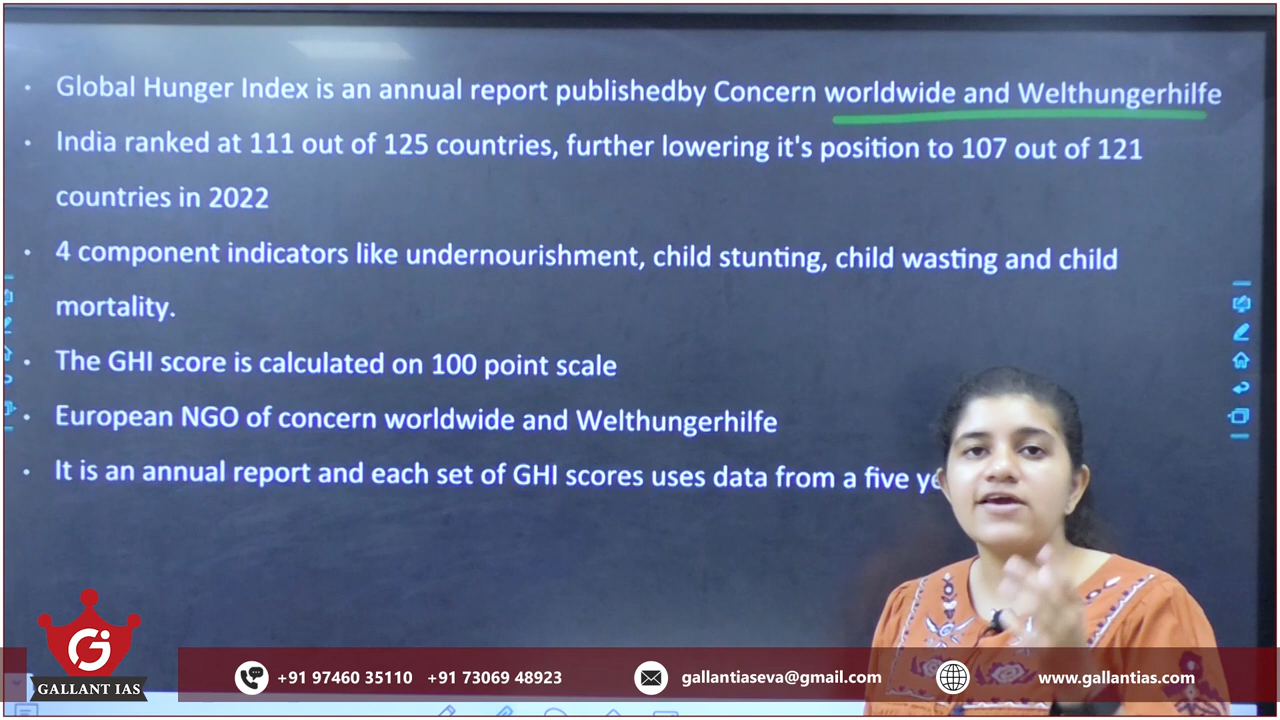 • Global Hunger Index is an annual report publishedby Concern worldwide and Welthungerhilfe
• India ranked at 111 out of 125 countries, further lowering it's position to 107 out of 121
countries in 2022
• 4 component indicators like undernourishment, child stunting, child wasting and child
mortality.
• The GHI score is calculated on 100 point scale
• European NGO of concern worldwide and Welthungerhilfe
• It is an annual report and each set of GHI scores uses data from a five
GALLANT IAS
+91 97460 35110 +91 73069 48923
gallantiaseva@gmail.com
www.gallantias.com